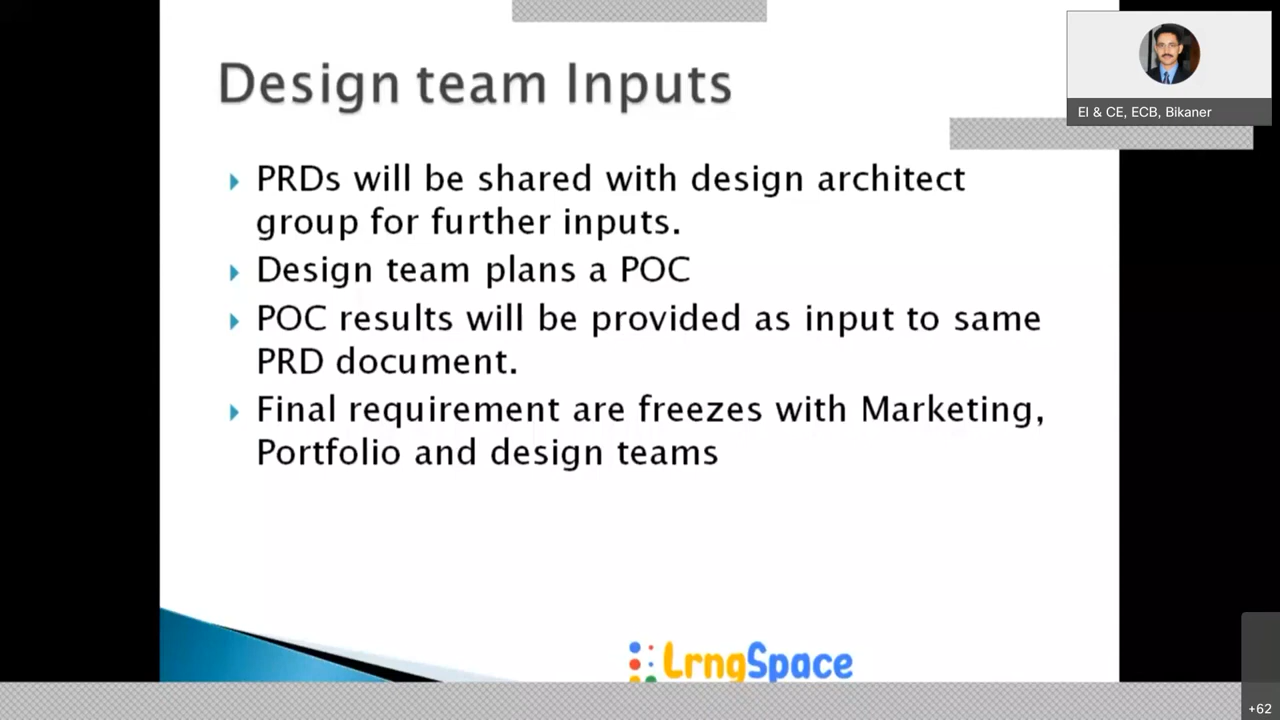 Design team Inputs
EI & CE, ECB, Bikaner
PRDs will be shared with design architect
group for further inputs.
Design team plans a POC
POC results will be provided as input to same
PRD document.
Final requirement are freezes with Marketing,
Portfolio and design teams
LrngSpace
+62